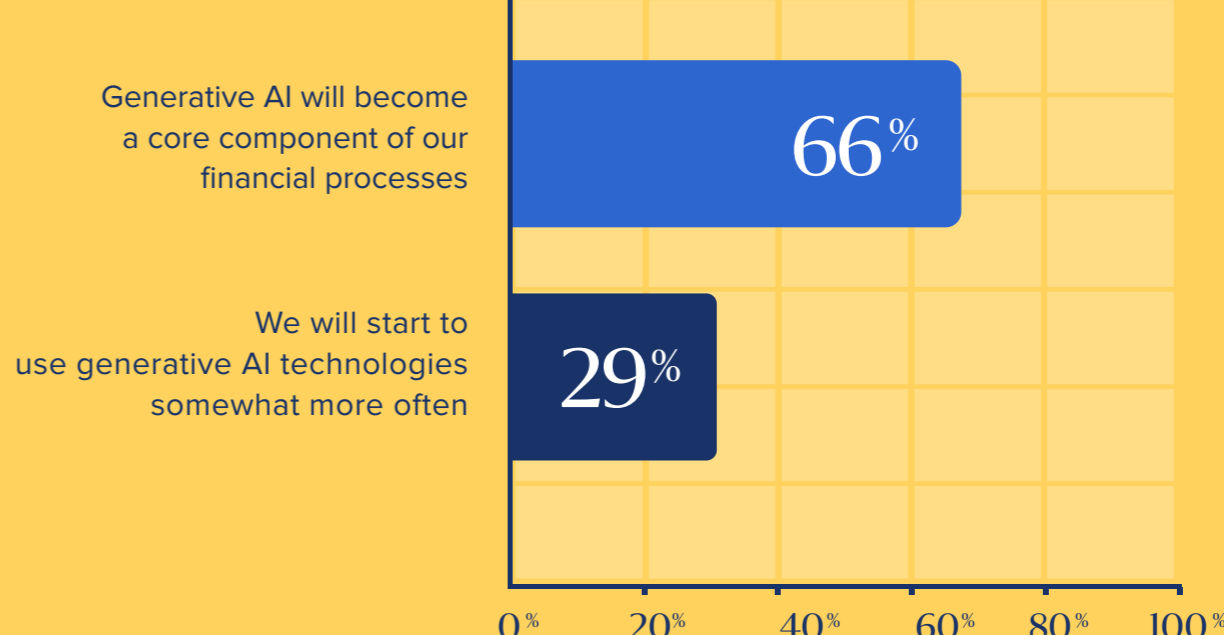 Generative AI will become
a core component of our
financial processes
66%
We will start to
use generative AI technologies
somewhat more often
29%
0% 20% 40% 60% 80% 100%